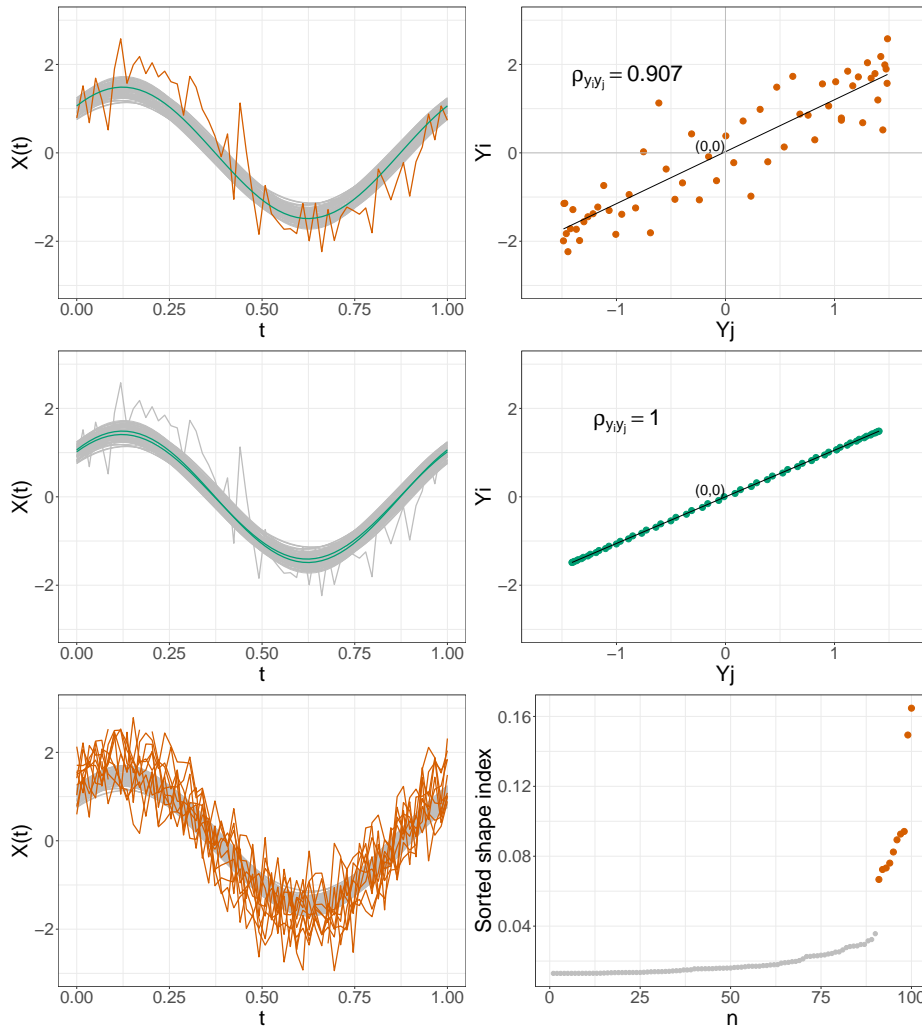 2
0
−2
X(t)
0.00 0.25 0.50 0.75 1.00
t
2
0
−2
Yi
ρyiyj = 0.907
(0,0)
−1 0 1
Yj
2
0
−2
X(t)
0.00 0.25 0.50 0.75 1.00
t
2
0
−2
Yi
ρyiyj = 1
(0,0)
−1 0 1
Yj
2
0
−2
X(t)
0.00 0.25 0.50 0.75 1.00
t
0.16
0.12
0.08
0.04
Sorted shape index
0 25 50 75 100
n